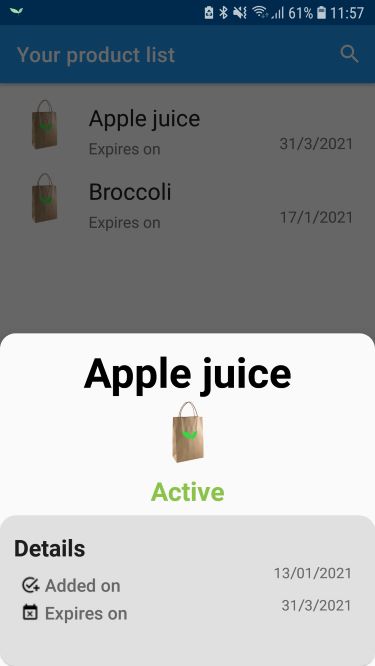 61% 11:57
Your product list
Apple juice
Expires on 31/3/2021
Broccoli
Expires on 17/1/2021
Apple juice
Active
Details
Added on 13/01/2021
Expires on 31/3/2021